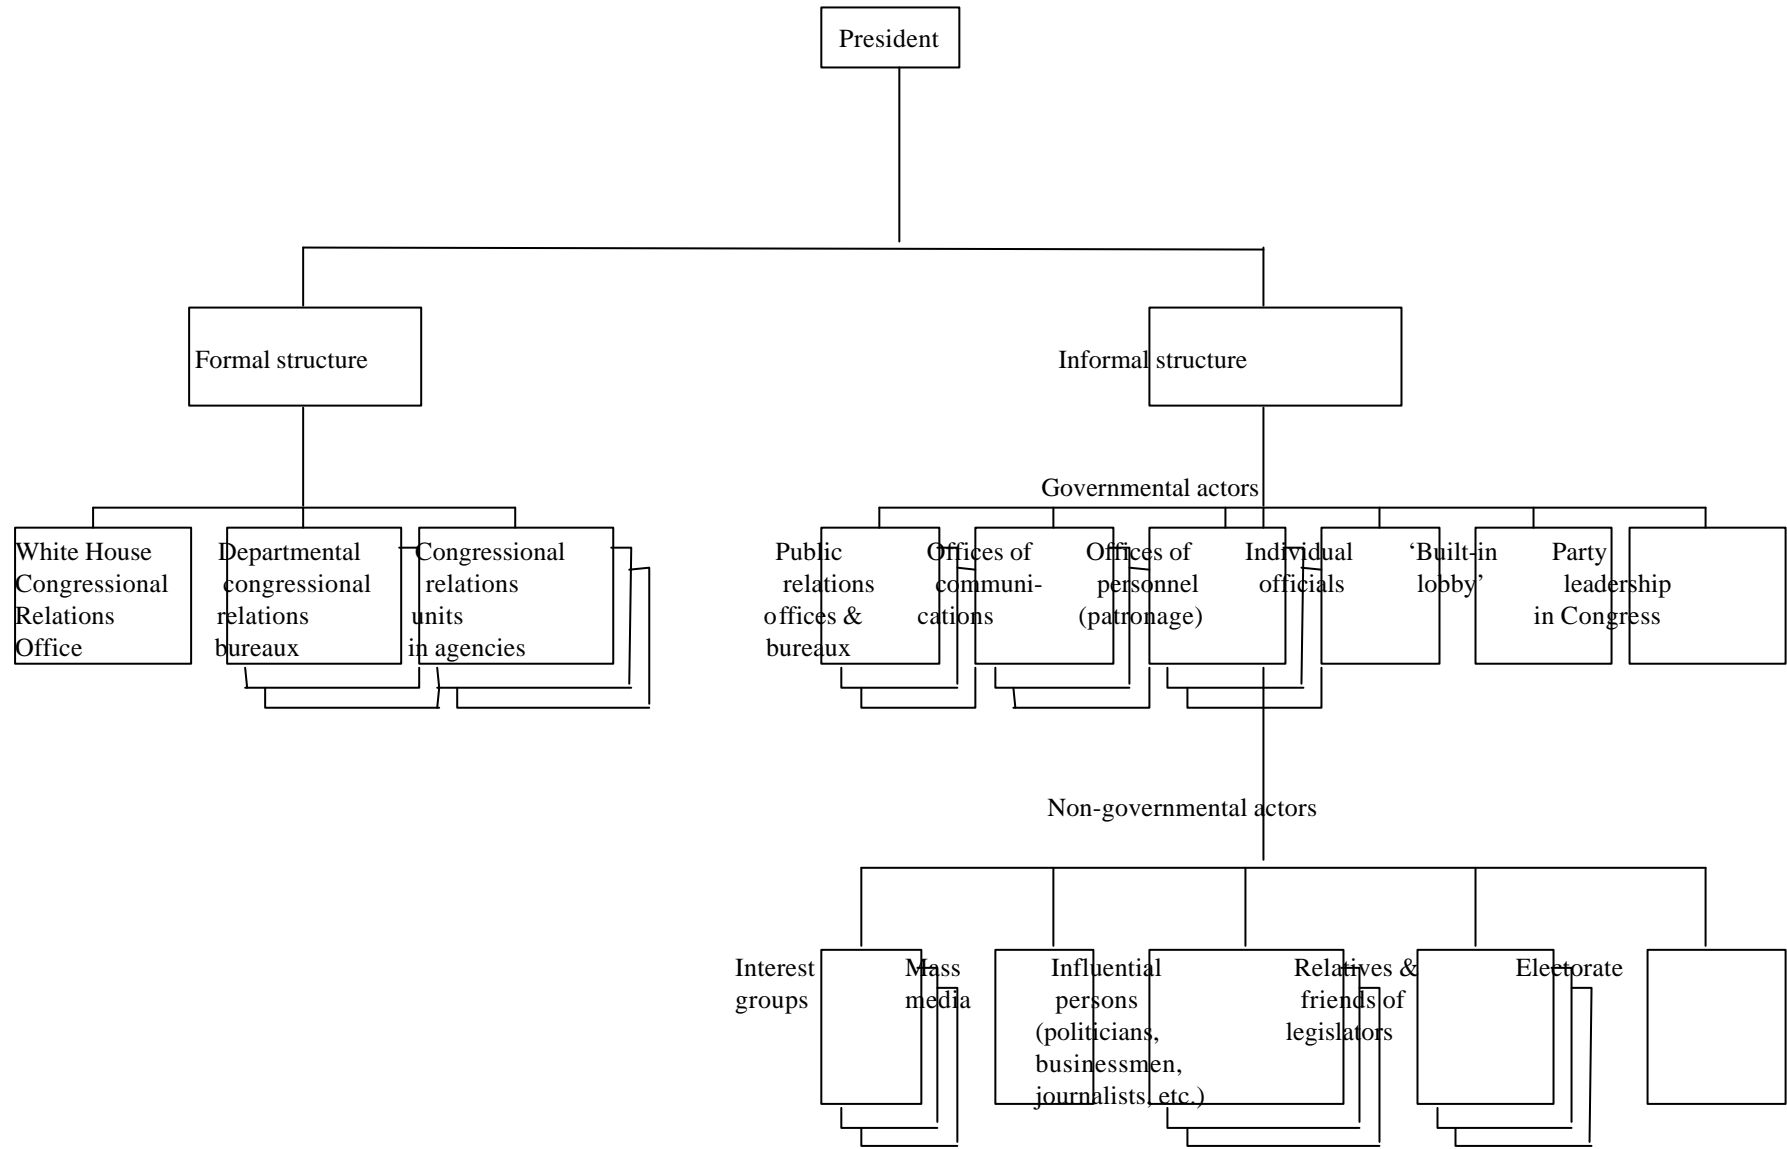 President
Formal structure
Informal structure
Governmental actors
White House
Congressional
Relations
Office
Departmental
congressional
relations
bureaux
Congressional
relations
units
in agencies
Public
relations
offices &
bureaux
Offices of
communi-
cations
Offices of
personnel
(patronage)
Individual
officials
‘Built-in
lobby’
Party
leadership
in Congress
Non-governmental actors
Interest
groups
Mass
media
Influential
persons
(politicians,
businessmen,
journalists, etc.)
Relatives &
friends of
legislators
Electorate